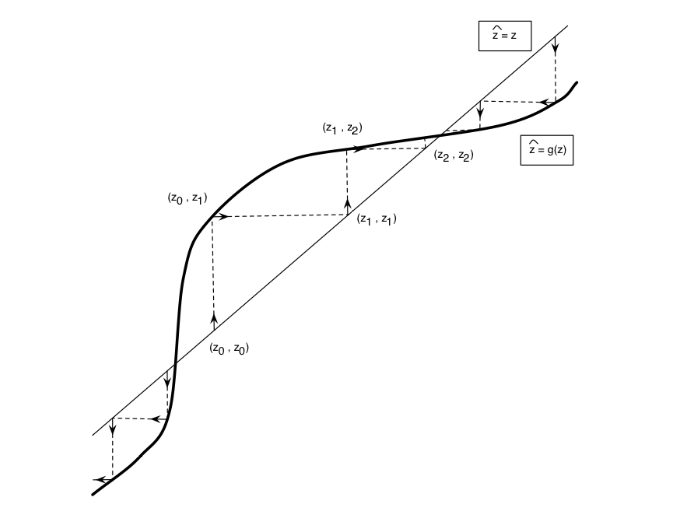 ẑ = z
(z₁ , z₂)
ẑ = g(z)
(z₂ , z₂)
(z₀ , z₁)
(z₁ , z₁)
(z₀ , z₀)